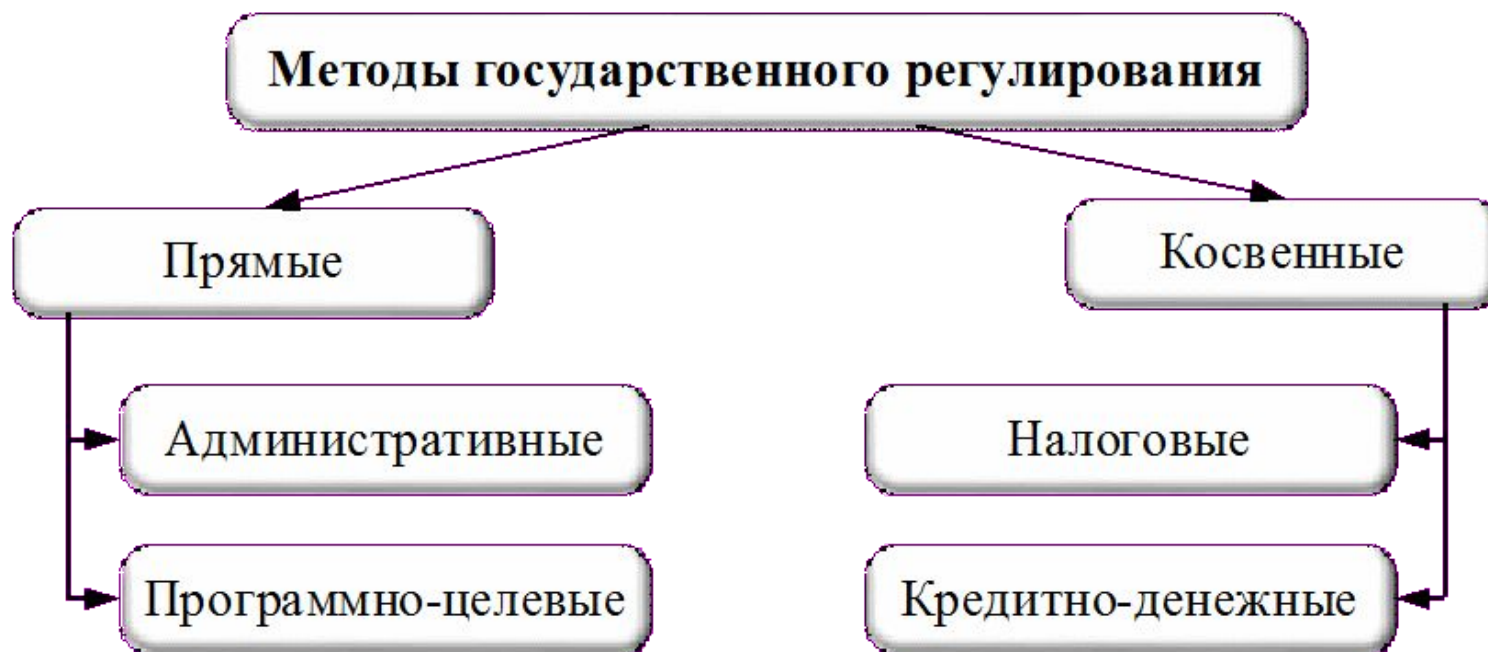 Методы государственного регулирования
Прямые
Косвенные
Административные
Налоговые
Программно-целевые
Кредитно-денежные